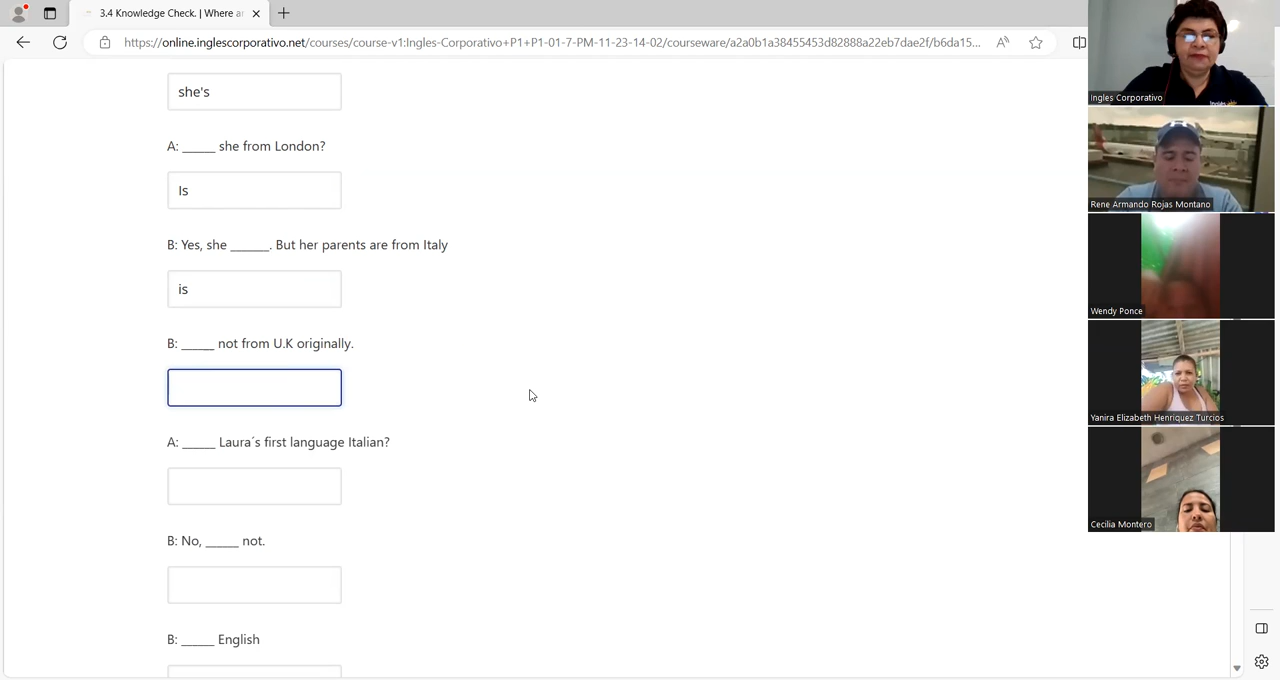 3.4 Knowledge Check. | Where ar
https://online.inglescorporativo.net/courses/course-v1:Ingles-Corporativo+P1+P1-01-7-PM-11-23-14-02/courseware/a2a0b1a38455453d82888a22eb7dae2f/b6da15...
she's
A: _____ she from London?
Is
B: Yes, she ______. But her parents are from Italy
is
B: _____ not from U.K originally.
A: _____ Laura´s first language Italian?
B: No, _____ not.
B: _____ English
Ingles Corporativo
Rene Armando Rojas Montano
Wendy Ponce
Yanira Elizabeth Henriquez Turcios
Cecilia Montero